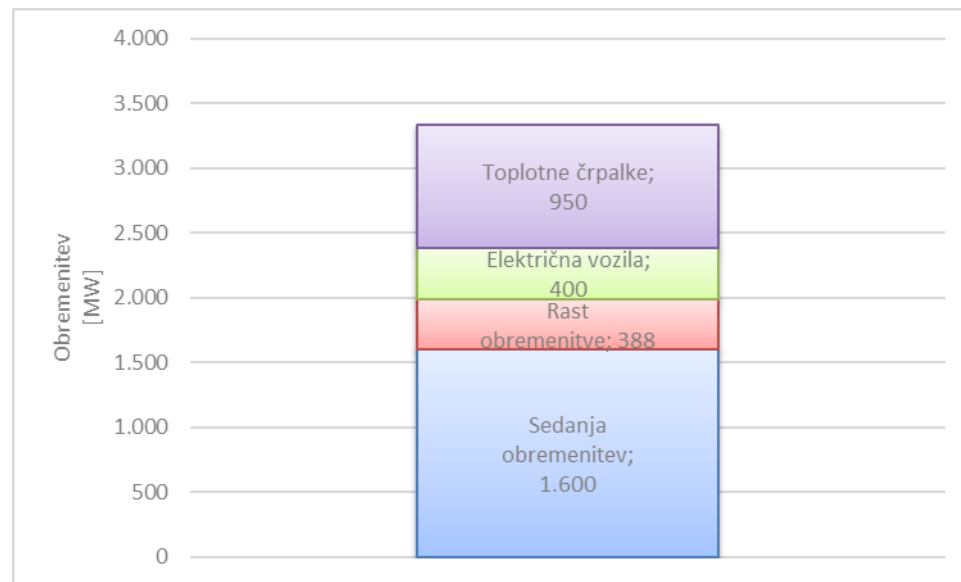 4.000
3.500
3.000
2.500
2.000
1.500
1.000
500
0
Obremenitev
[MW]
Toplotne črpalke;
950
Električna vozila;
400
Rast
obremenitve; 388
Sedanja
obremenitev;
1.600